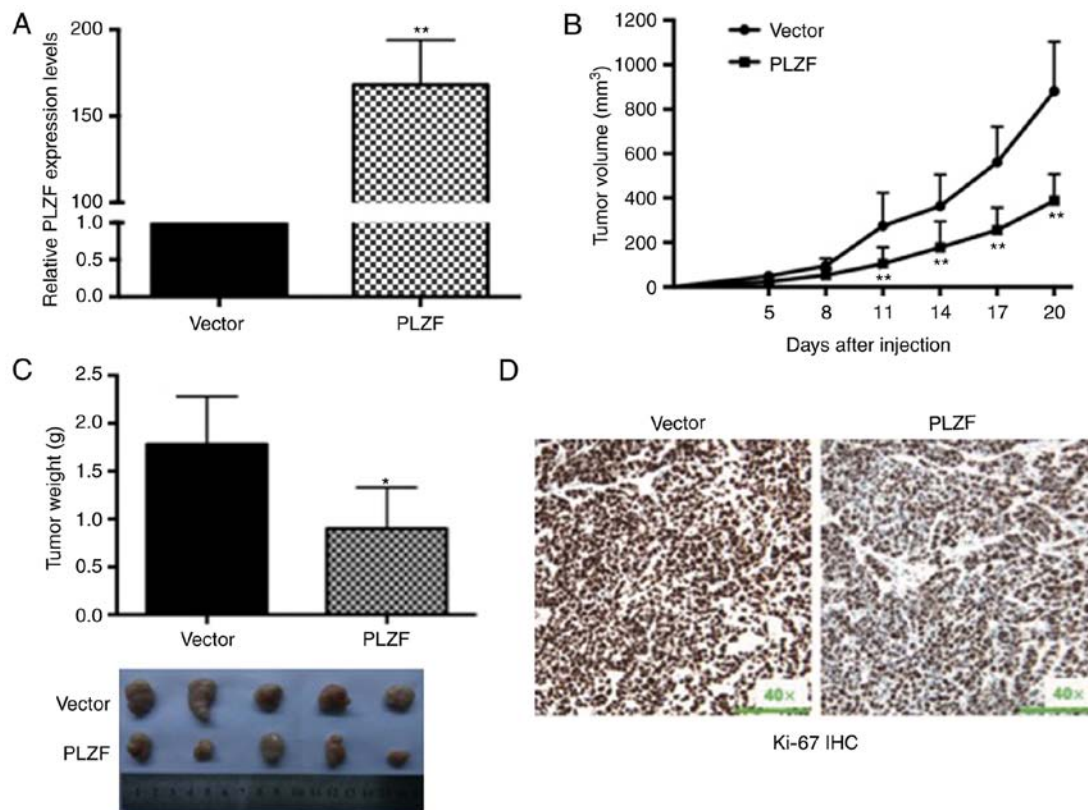 A
Relative PLZF expression levels
200
150
100
1.0
0.5
0.0
**
Vector
PLZF
B
Tumor volume (mm³)
1200
1000
800
600
400
200
0
Vector
PLZF
**
**
**
**
5
8
11
14
17
20
Days after injection
C
Tumor weight (g)
2.5
2.0
1.5
1.0
0.5
0.0
*
Vector
PLZF
Vector
PLZF
D
Vector
PLZF
40×
40×
Ki-67 IHC